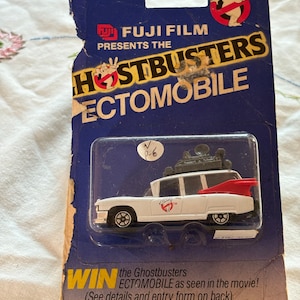 FUJI FILM
PRESENTS THE
GHOSTBUSTERS
ECTOMOBILE
WIN the Ghostbusters
ECTOMOBILE as seen in the movie!
(See details and entry form on back)